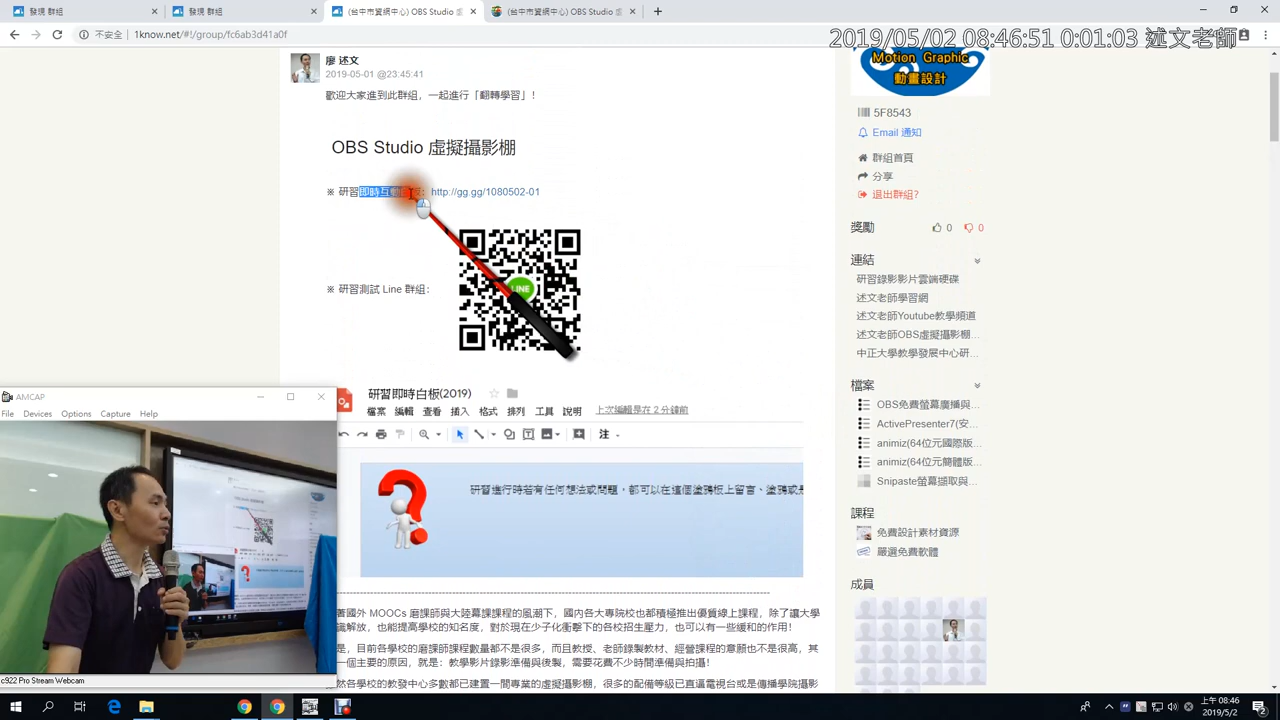 發現 群組
發現 群組
(台中市資網中心) OBS Studio 虛
(台中市資網中心) OBS Studio 虛
不安全
1know.net/#!/group/fc6ab3d41a0f
2019/05/02 08:46:51 0:01:03 述文老師
廖 述文
2019-05-01 @23:45:41
歡迎大家進到此群組，一起進行「翻轉學習」！
OBS Studio 虛擬攝影棚
※ 研習即時互動
http://gg.gg/1080502-01
※ 研習測試 Line 群組：
LINE
研習即時白板(2019)
檔案 編輯 查看 插入 格式 排列 工具 說明
上次編輯是在 2 分鐘前
注
研習進行時若有任何想法或問題，都可以在這個塗鴉板上留言、塗鴉或
著國外 MOOCs 磨課師與大陸慕課課程的風潮下，國內各大專院校也都積極推出優質線上課程，除了讓大學
識解放，也能提高學校的知名度，對於現在少子化衝擊下的各校招生壓力，也可以有一些緩和的作用！
是，目前各學校的磨課師課程數量都不是很多，而且教授、老師錄製教材、經營課程的意願也不是很高，其
一個主要的原因，就是：教學影片錄影準備與後製，需要花費不少時間準備與拍攝！
然各學校的教發中心多數都已建置一間專業的虛擬攝影棚，很多的配備等級已直逼電視台或是傳播學院攝影
Motion Graphic
動畫設計
5F8543
Email 通知
群組首頁
分享
退出群組?
獎勵
0
0
連結
研習錄影影片雲端硬碟
述文老師學習網
述文老師Youtube教學頻道
述文老師OBS虛擬攝影棚...
中正大學教學發展中心研...
檔案
OBS免費螢幕廣播與...
ActivePresenter7(安...
animiz(64位元國際版...
animiz(64位元簡體版...
Snipaste螢幕擷取與...
課程
免費設計素材資源
嚴選免費軟體
成員
AMCAP
File Devices Options Capture Help
c922 Pro Stream Webcam
上午 08:46
2019/5/2
2